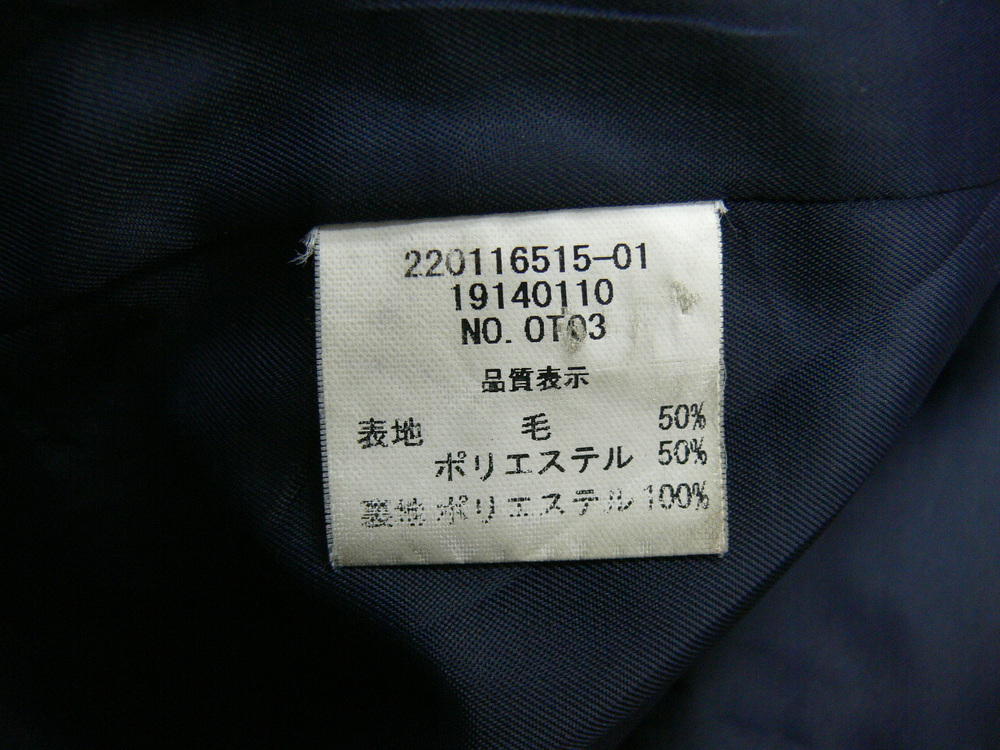 220116515-01
19140110
NO. OT03
品質表示
表地 毛 50%
ポリエステル 50%
裏地 ポリエステル 100%